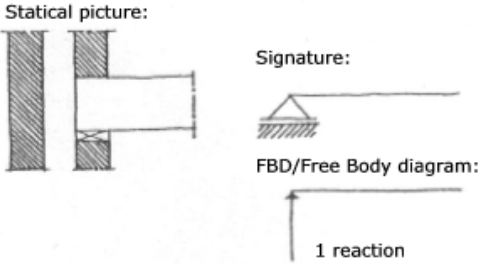 Statical picture:
Signature:
FBD/Free Body diagram:
1 reaction